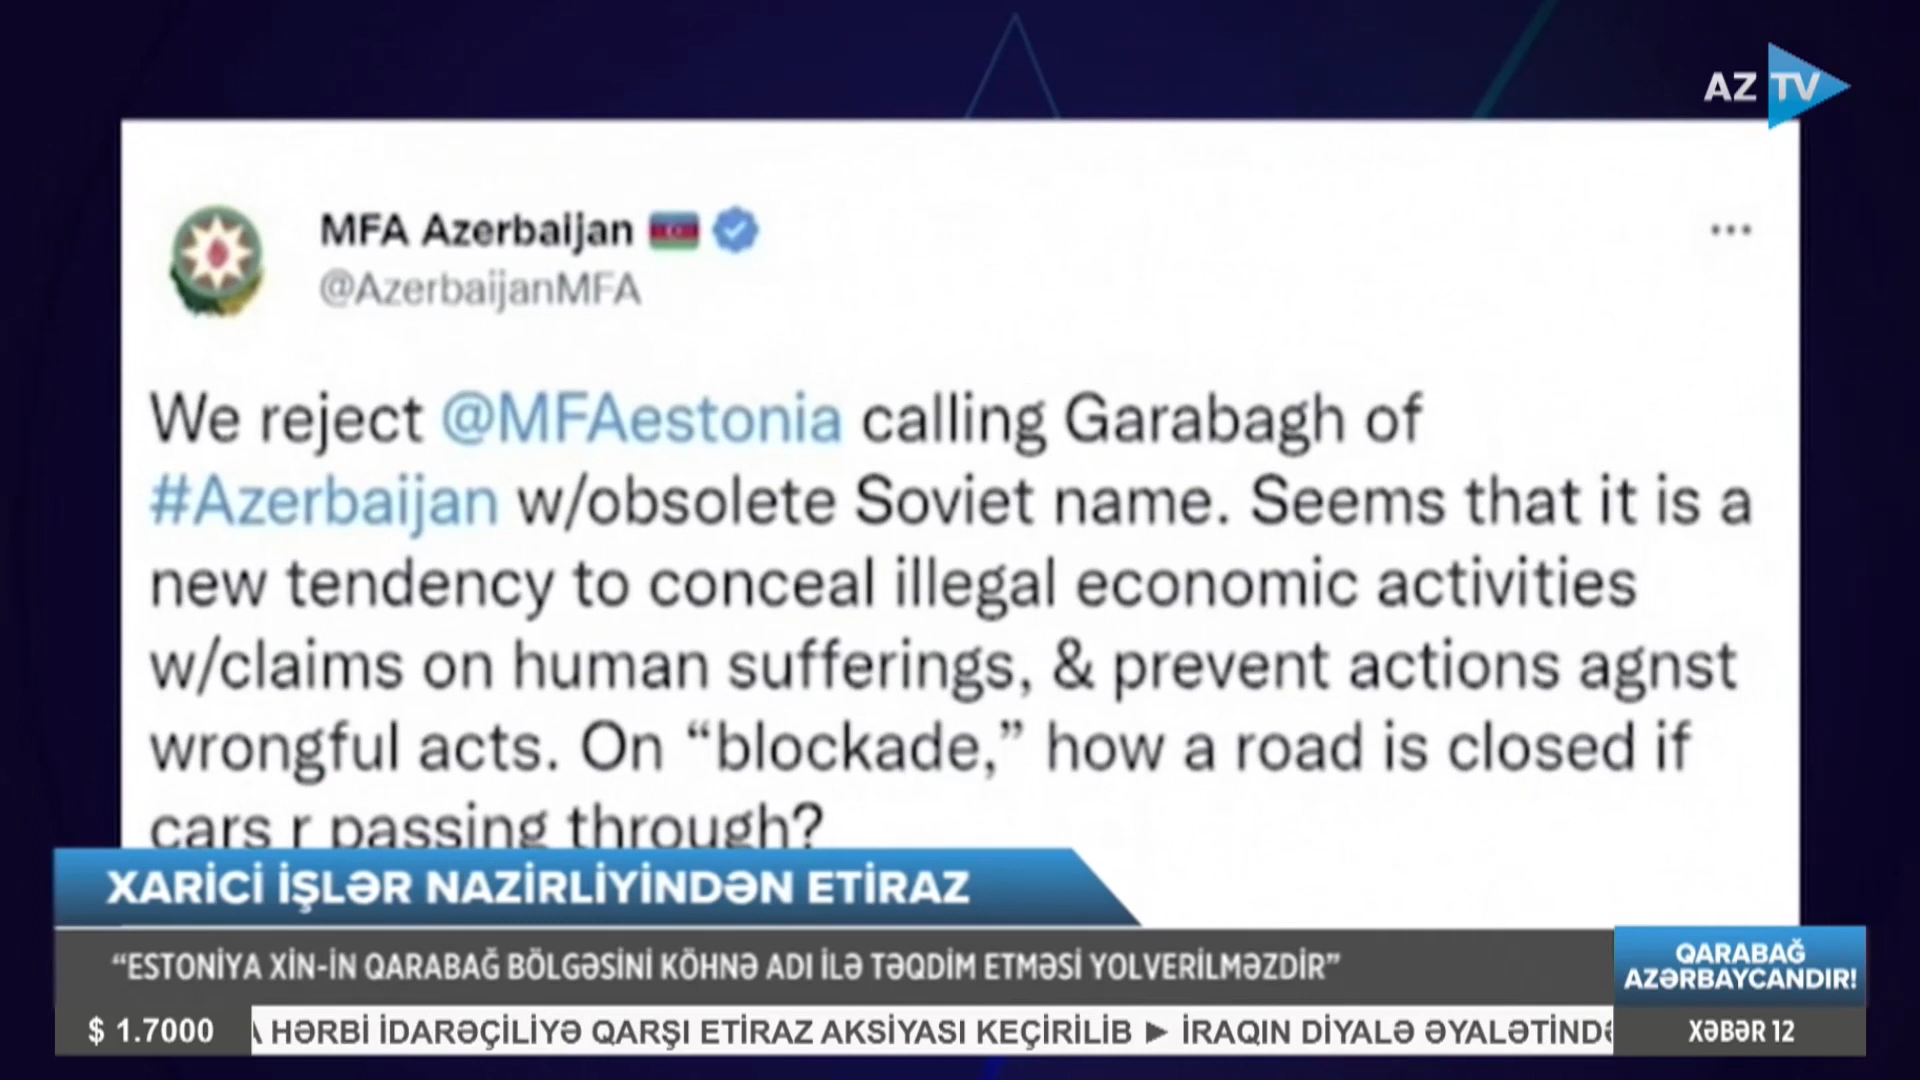 AZ TV
MFA Azerbaijan
@AzerbaijanMFA
We reject @MFAestonia calling Garabagh of
#Azerbaijan w/obsolete Soviet name. Seems that it is a
new tendency to conceal illegal economic activities
w/claims on human sufferings, & prevent actions agnst
wrongful acts. On “blockade,” how a road is closed if
cars r passing through?
XARİCİ İŞLƏR NAZİRLİYİNDƏN ETİRAZ
“ESTONİYA XİN-İN QARABAĞ BÖLGƏSİNİ KÖHNƏ ADI İLƏ TƏQDİM ETMƏSİ YOLVERİLMƏZDİR”
QARABAĞ
AZƏRBAYCANDIR!
$ 1.7000
HƏRBİ İDARƏÇİLİYƏ QARŞI ETİRAZ AKSİYASI KEÇİRİLİB ► İRAQIN DİYALƏ ƏYALƏTİNDƏ
XƏBƏR 12